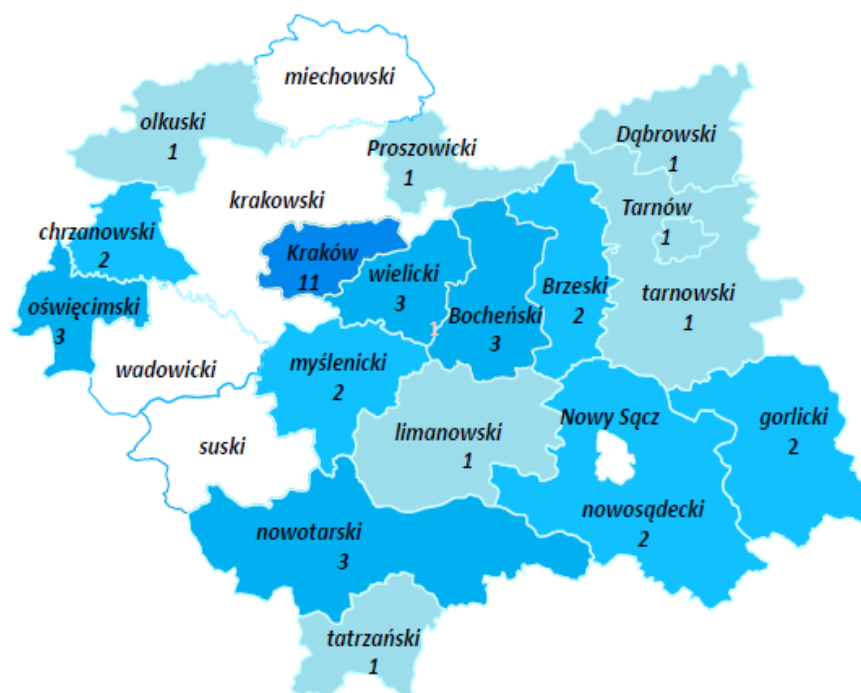 miechowski
olkuski
1
Proszowicki
1
Dąbrowski
1
krakowski
Tarnów
1
chrzanowski
2
Kraków
11
wielicki
3
1
oświęcimski
3
Bocheński
3
Brzeski
2
tarnowski
1
wadowicki
myślenicki
2
suski
limanowski
1
Nowy Sącz
gorlicki
2
nowosądecki
2
nowotarski
3
tatrzański
1